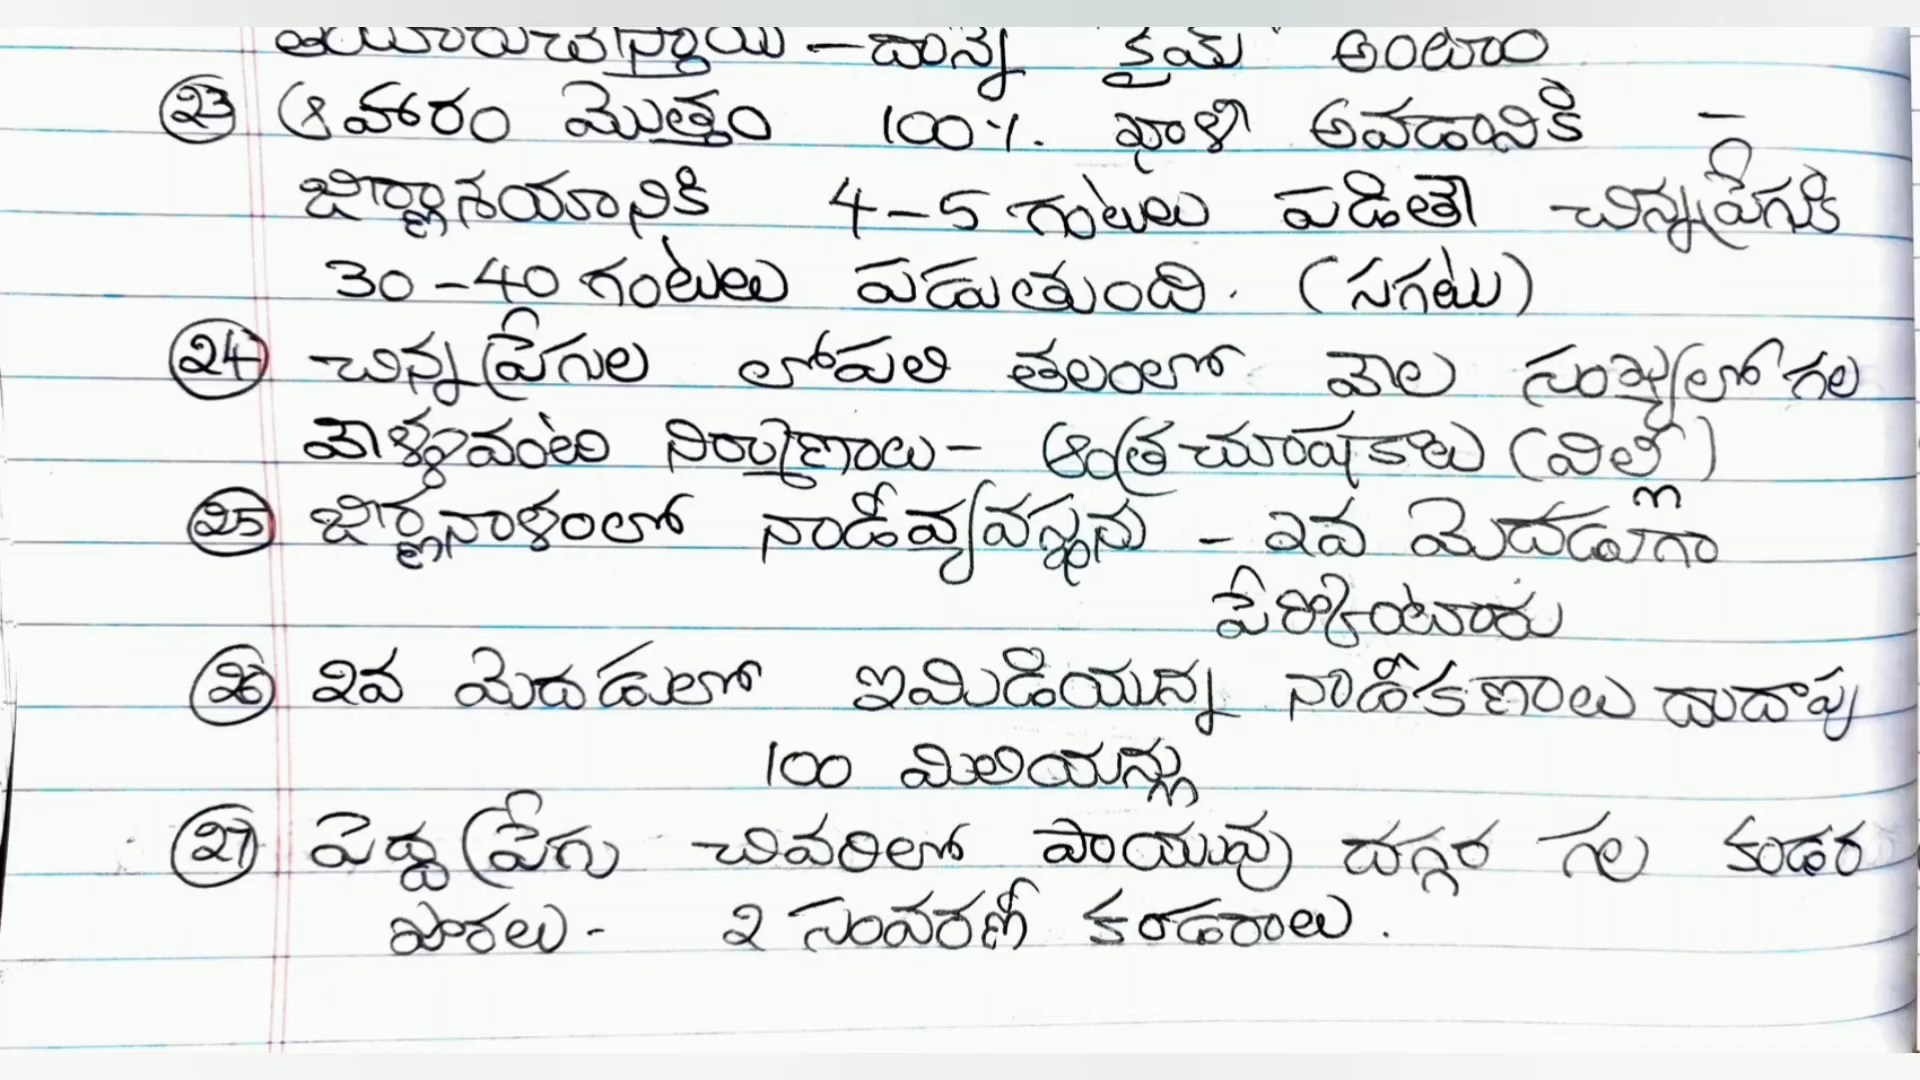 తయారుచేస్తాయి - దాన్ని కైమ్ అంటాం
23 ఆహారం మొత్తం 100%. ఖాళీ అవడానికి -
జీర్ణాశయానికి 4-5 గంటలు పడితే చిన్నప్రేగుకి
30-40 గంటలు పడుతుంది. (సగటు)
24 చిన్నప్రేగుల లోపలి తలంలో వేల సంఖ్యలో గల
వేళ్ళవంటి నిర్మాణాలు - ఆంత్రచూషకాలు (విల్లీ)
25 జీర్ణనాళంలో నాడీవ్యవస్థను - 2వ మెదడుగా
పేర్కొంటారు
26 2వ మెదడులో ఇమిడియున్న నాడీకణాలు దాదాపు
100 మిలియన్లు
27 పెద్దప్రేగు చివరిలో పాయువు దగ్గర గల కండర
పొరలు - 2 సంవరణీ కండరాలు.